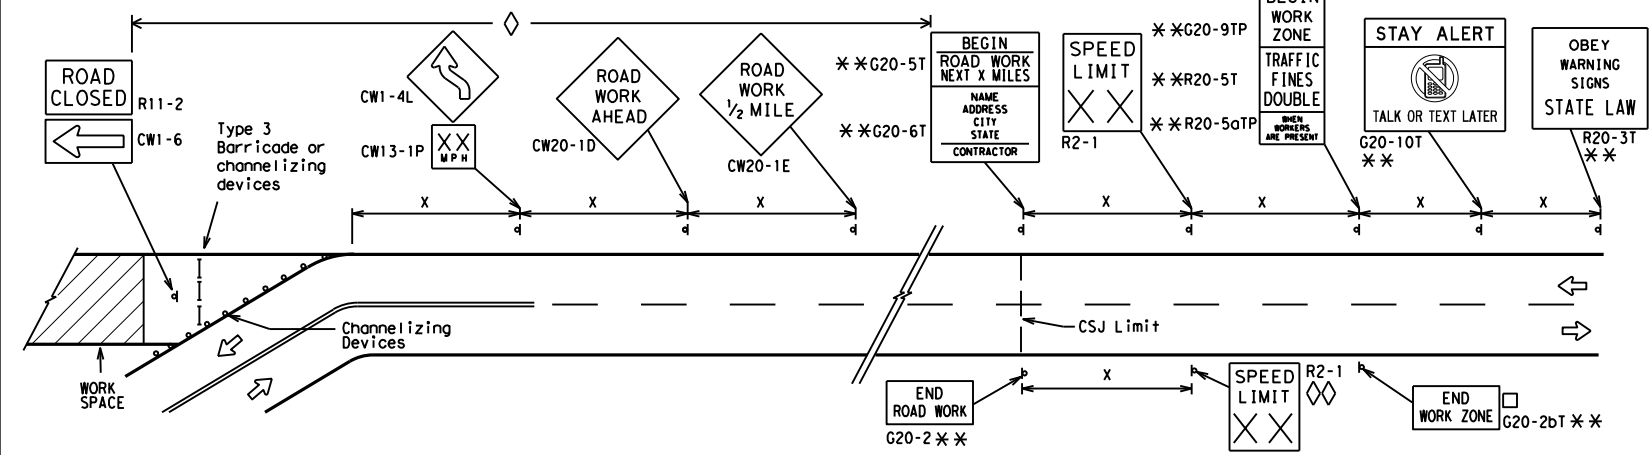 ROAD
CLOSED
R11-2
CW1-6
Type 3
Barricade or
channelizing
devices
CW1-4L
CW13-1P
XX
MPH
ROAD
WORK
AHEAD
CW20-1D
ROAD
WORK
1/2 MILE
CW20-1E
**G20-5T
**G20-6T
BEGIN
ROAD WORK
NEXT X MILES
NAME
ADDRESS
CITY
STATE
CONTRACTOR
SPEED
LIMIT
XX
R2-1
**G20-9TP
**R20-5T
**R20-5aTP
BEGIN
WORK
ZONE
TRAFFIC
FINES
DOUBLE
WHEN
WORKERS
ARE PRESENT
STAY ALERT
TALK OR TEXT LATER
G20-10T
**
OBEY
WARNING
SIGNS
STATE LAW
R20-3T
**
X
X
X
X
X
X
X
Channelizing
Devices
CSJ Limit
WORK
SPACE
END
ROAD WORK
G20-2**
X
SPEED
LIMIT
XX
R2-1
END
WORK ZONE
G20-2bT **